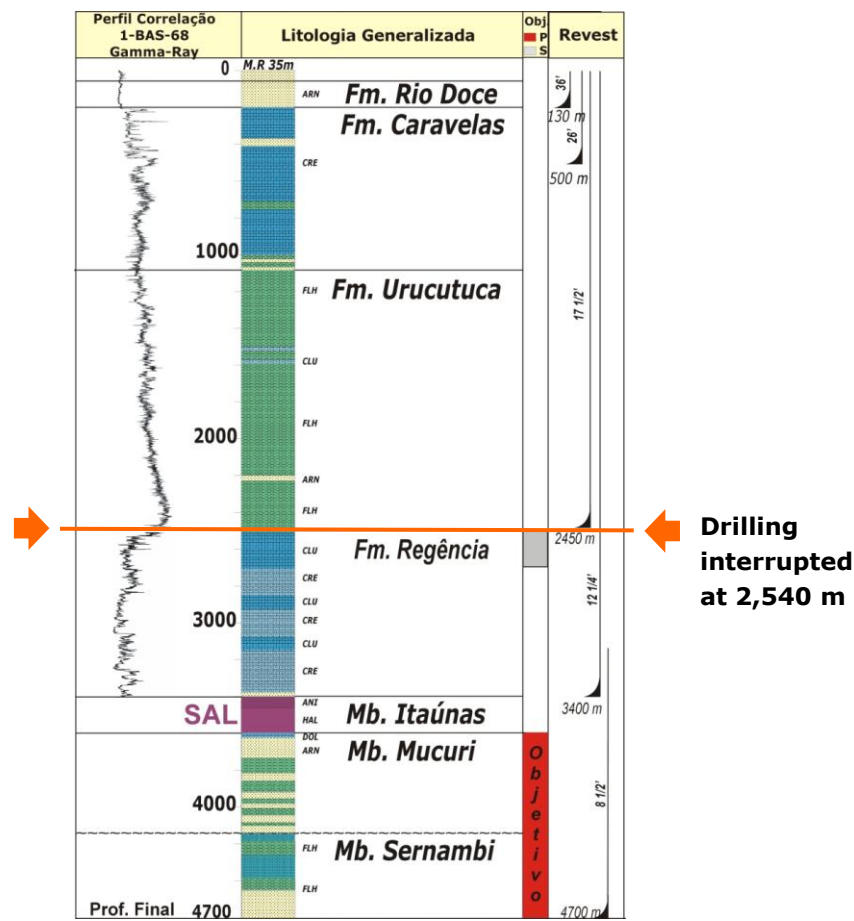 Perfil Correlação
1-BAS-68
Gamma-Ray
Litologia Generalizada
Obj.
P
S
Revest
0
M.R 35m
ARN
Fm. Rio Doce
36'
130 m
Fm. Caravelas
26'
CRE
500 m
1000
FLH
Fm. Urucutuca
17 1/2'
CLU
FLH
2000
ARN
FLH
2450 m
Drilling
interrupted
at 2,540 m
CLU
Fm. Regência
CRE
12 1/4'
CLU
3000
CRE
CLU
CRE
SAL
ANI
HAL
Mb. Itaúnas
3400 m
DOL
ARN
Mb. Mucuri
Objetivo
8 1/2'
4000
FLH
Mb. Sernambi
FLH
Prof. Final 4700
4700 m